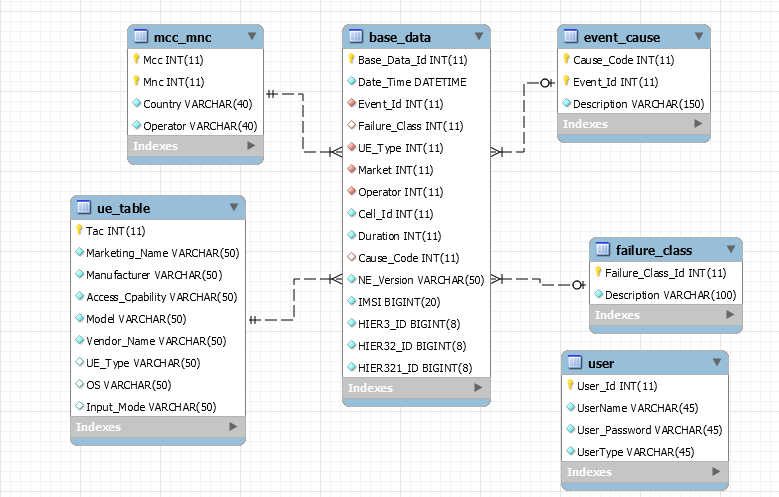 mcc_mnc
Mcc INT(11)
Mnc INT(11)
Country VARCHAR(40)
Operator VARCHAR(40)
Indexes
base_data
Base_Data_Id INT(11)
Date_Time DATETIME
Event_Id INT(11)
Failure_Class INT(11)
UE_Type INT(11)
Market INT(11)
Operator INT(11)
Cell_Id INT(11)
Duration INT(11)
Cause_Code INT(11)
NE_Version VARCHAR(50)
IMSI BIGINT(20)
HIER3_ID BIGINT(8)
HIER32_ID BIGINT(8)
HIER321_ID BIGINT(8)
Indexes
event_cause
Cause_Code INT(11)
Event_Id INT(11)
Description VARCHAR(150)
Indexes
ue_table
Tac INT(11)
Marketing_Name VARCHAR(50)
Manufacturer VARCHAR(50)
Access_Cpability VARCHAR(50)
Model VARCHAR(50)
Vendor_Name VARCHAR(50)
UE_Type VARCHAR(50)
OS VARCHAR(50)
Input_Mode VARCHAR(50)
Indexes
failure_class
Failure_Class_Id INT(11)
Description VARCHAR(100)
Indexes
user
User_Id INT(11)
UserName VARCHAR(45)
User_Password VARCHAR(45)
UserType VARCHAR(45)
Indexes